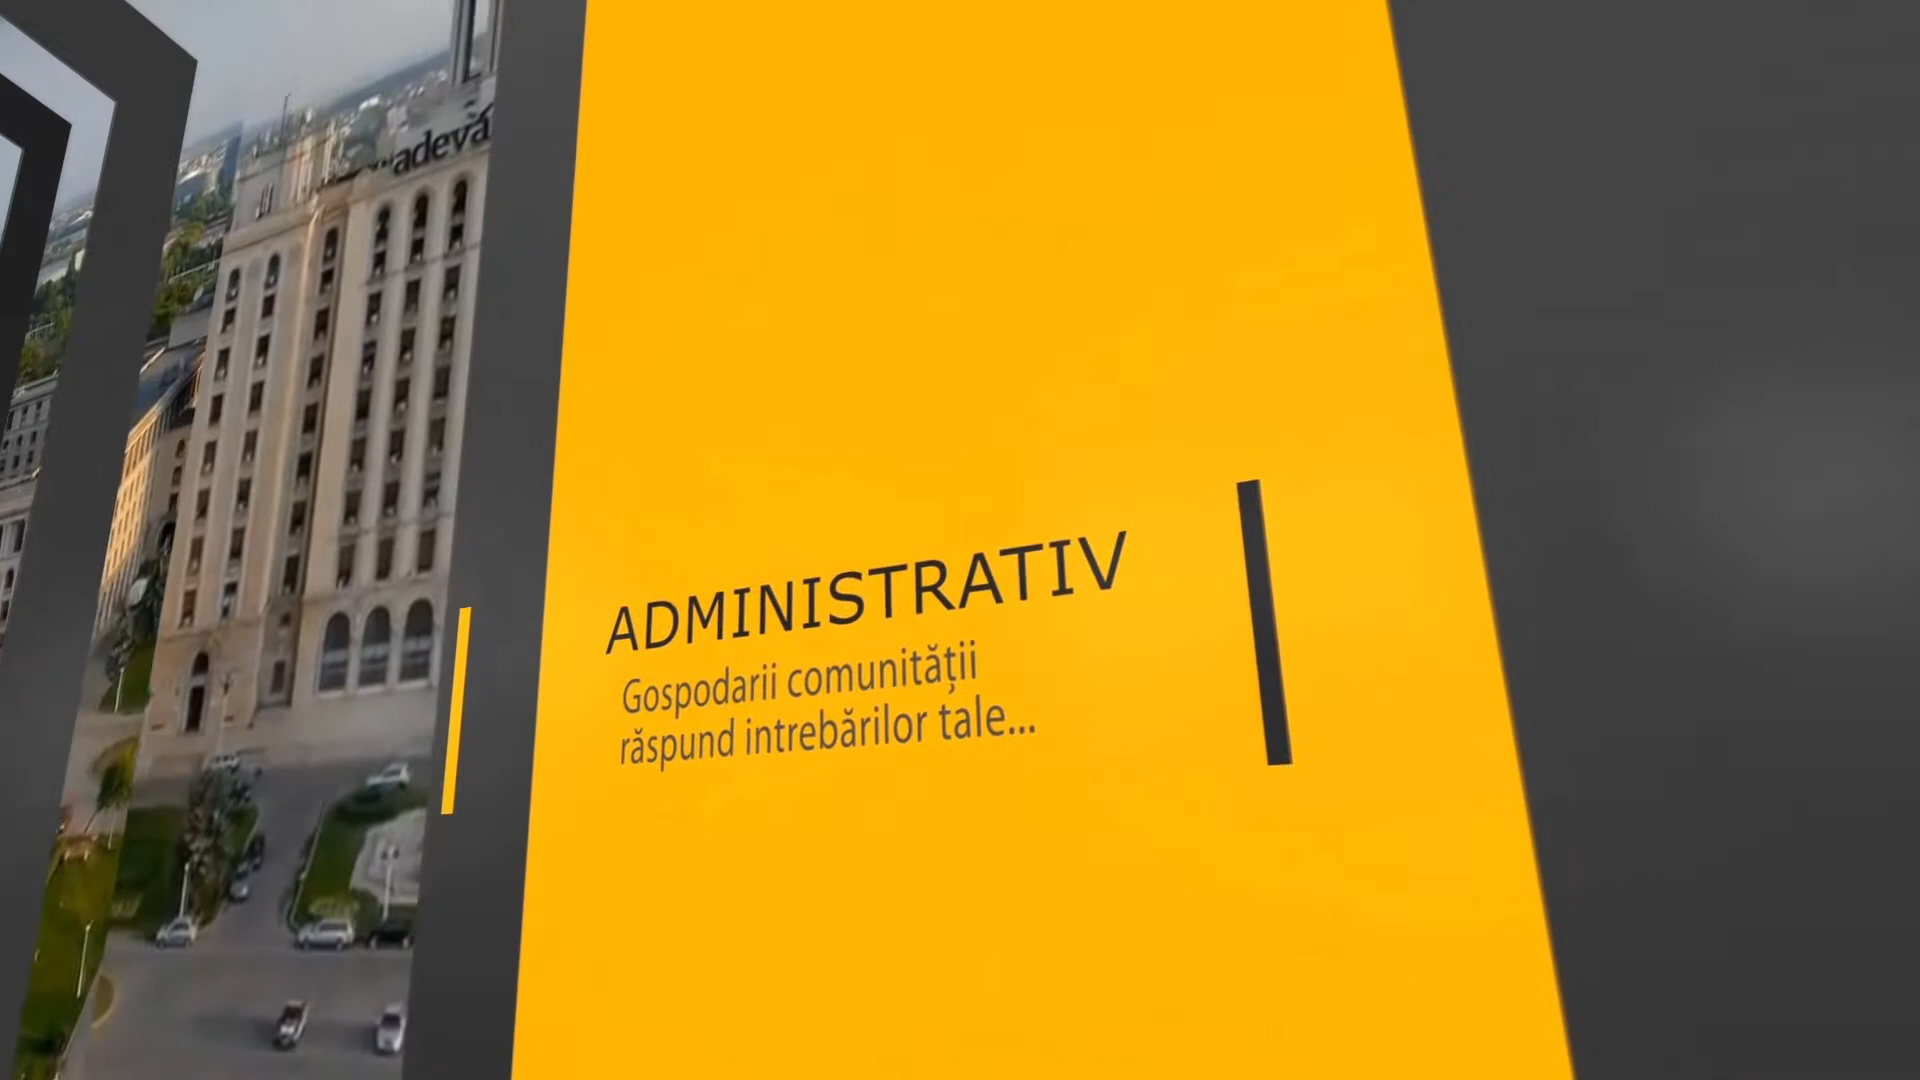 adevă
ADMINISTRATIV
Gospodarii comunității
răspund intrebărilor tale...